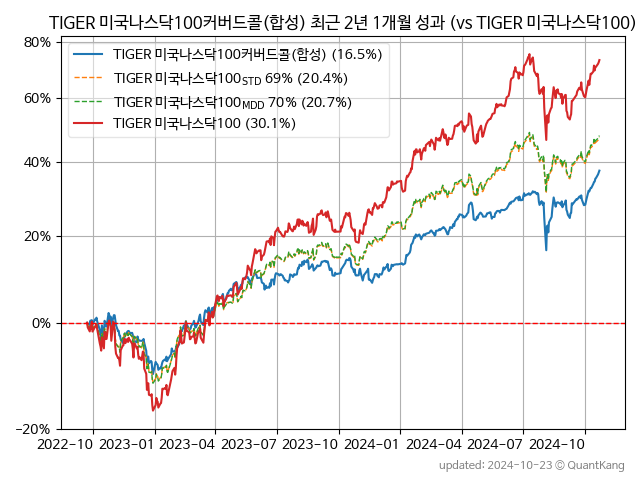 TIGER 미국나스닥100커버드콜(합성) 최근 2년 1개월 성과 (vs TIGER 미국나스닥100)
80%
60%
40%
20%
0%
−20%
TIGER 미국나스닥100커버드콜(합성) (16.5%)
TIGER 미국나스닥100STD 69% (20.4%)
TIGER 미국나스닥100MDD 70% (20.7%)
TIGER 미국나스닥100 (30.1%)
2022-10 2023-01 2023-04 2023-07 2023-10 2024-01 2024-04 2024-07 2024-10
updated: 2024-10-23 © QuantKang